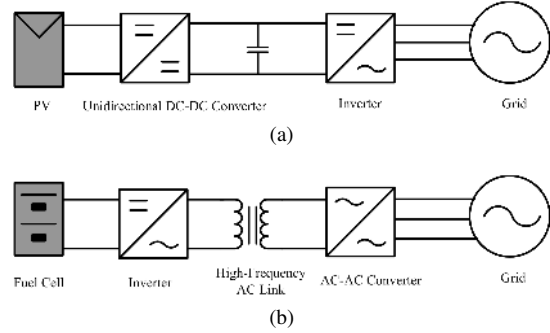 PV Unidirectional DC-DC Converter Inverter Grid
(a)
Fuel Cell Inverter High-Frequency AC-AC Converter Grid
AC Link
(b)